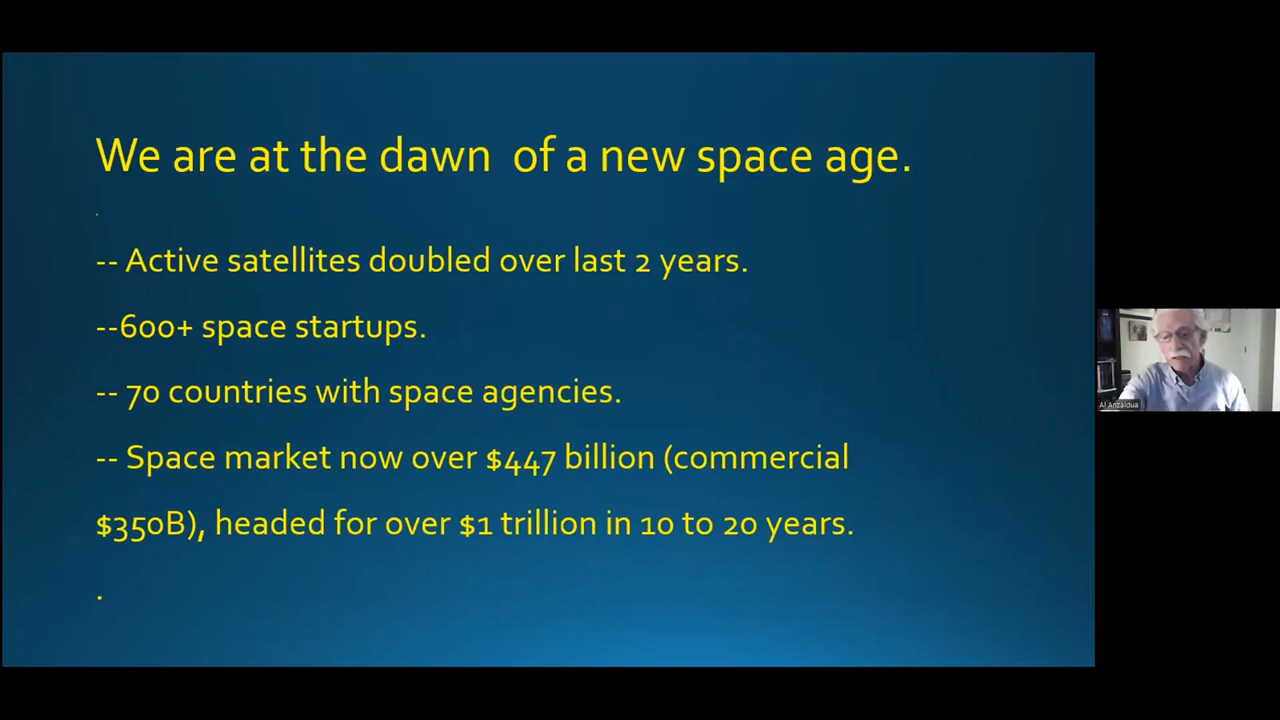 We are at the dawn  of a new space age.
.
-- Active satellites doubled over last 2 years.
--600+ space startups.
-- 70 countries with space agencies.
-- Space market now over $447 billion (commercial
$350B), headed for over $1 trillion in 10 to 20 years.
.
Al Anzaldua